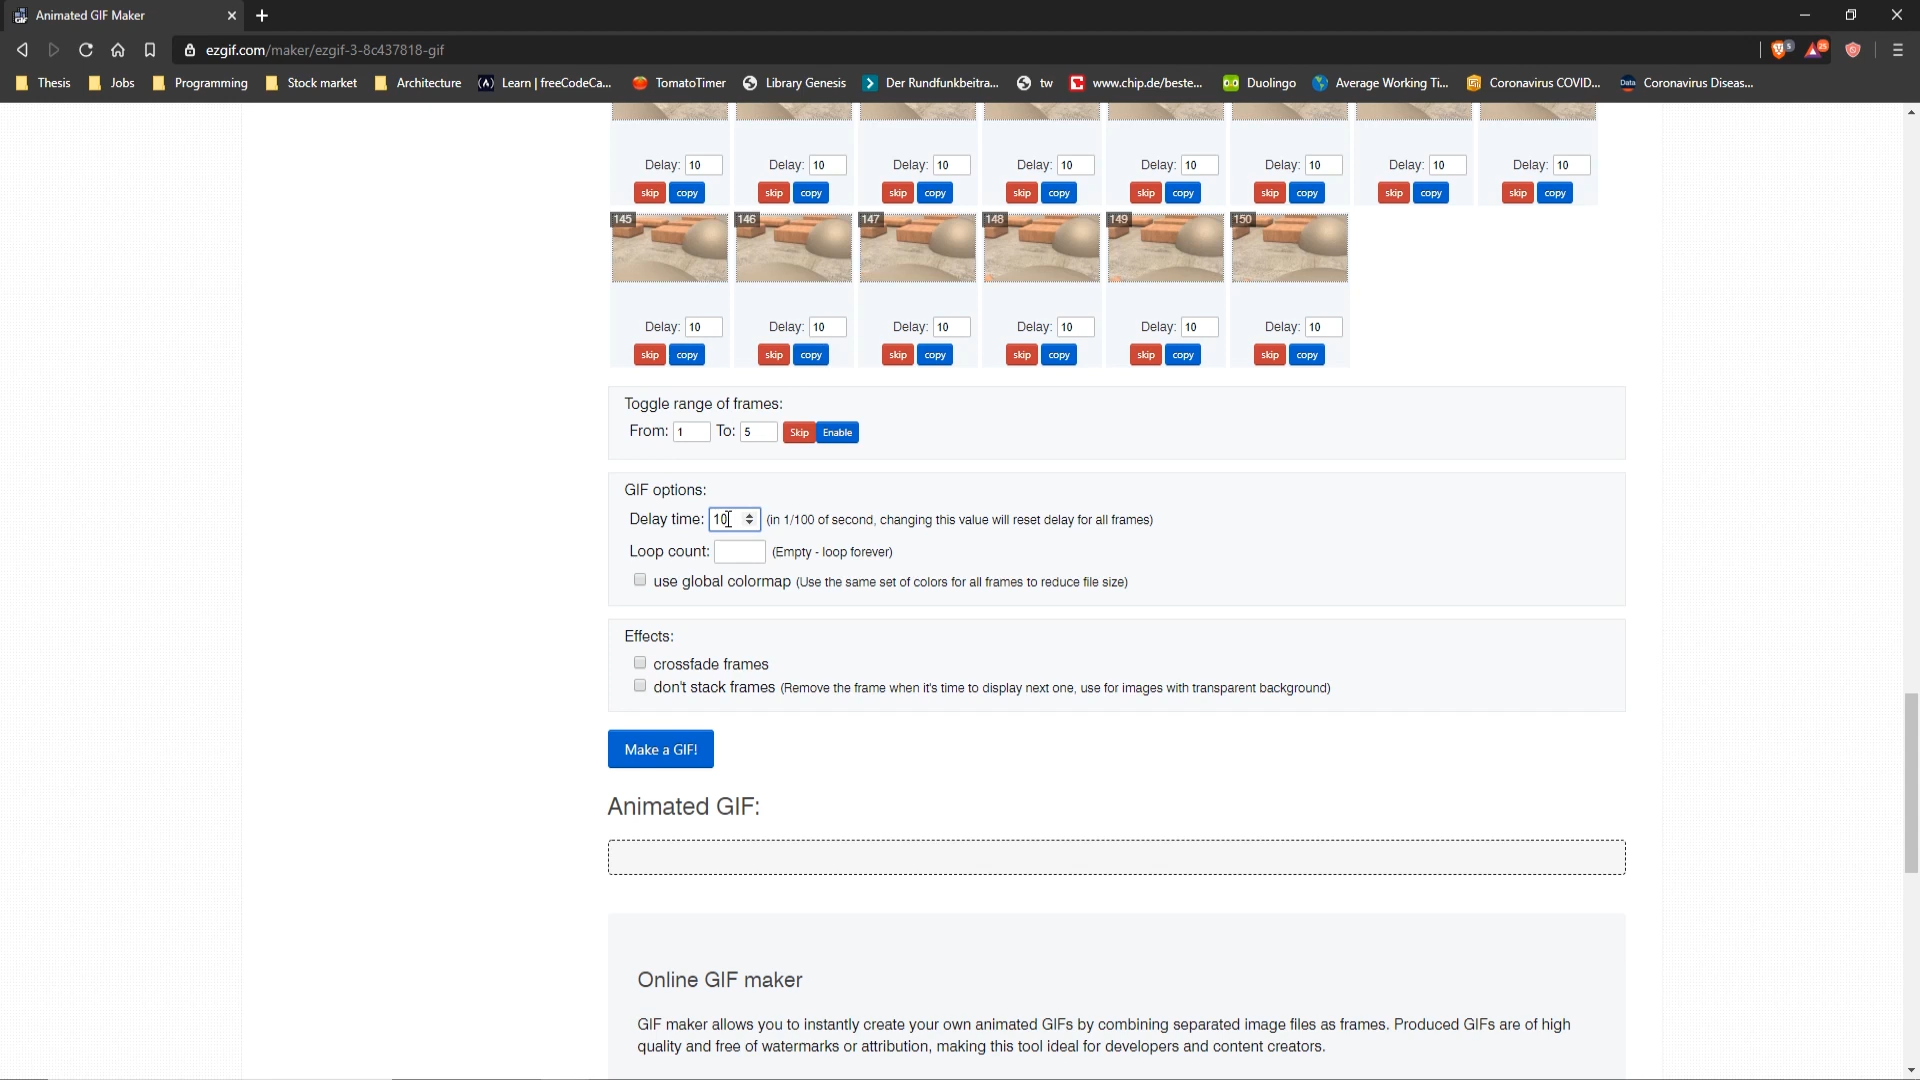 Animated GIF Maker
ezgif.com/maker/ezgif-3-8c437818-gif
5 25
Thesis Jobs Programming Stock market Architecture Learn | freeCodeCa... TomatoTimer Library Genesis Der Rundfunkbeitra... tw www.chip.de/beste... Duolingo Average Working Ti... Coronavirus COVID... Coronavirus Diseas...
Delay: 10 Delay: 10 Delay: 10 Delay: 10 Delay: 10 Delay: 10 Delay: 10 Delay: 10
skip copy skip copy skip copy skip copy skip copy skip copy skip copy skip copy
145 146 147 148 149 150
Delay: 10 Delay: 10 Delay: 10 Delay: 10 Delay: 10 Delay: 10
skip copy skip copy skip copy skip copy skip copy skip copy
Toggle range of frames:
From: 1 To: 5 Skip Enable
GIF options:
Delay time: 10 (in 1/100 of second, changing this value will reset delay for all frames)
Loop count: (Empty - loop forever)
use global colormap (Use the same set of colors for all frames to reduce file size)
Effects:
crossfade frames
don't stack frames (Remove the frame when it's time to display next one, use for images with transparent background)
Make a GIF!
Animated GIF:
Online GIF maker
GIF maker allows you to instantly create your own animated GIFs by combining separated image files as frames. Produced GIFs are of high
quality and free of watermarks or attribution, making this tool ideal for developers and content creators.